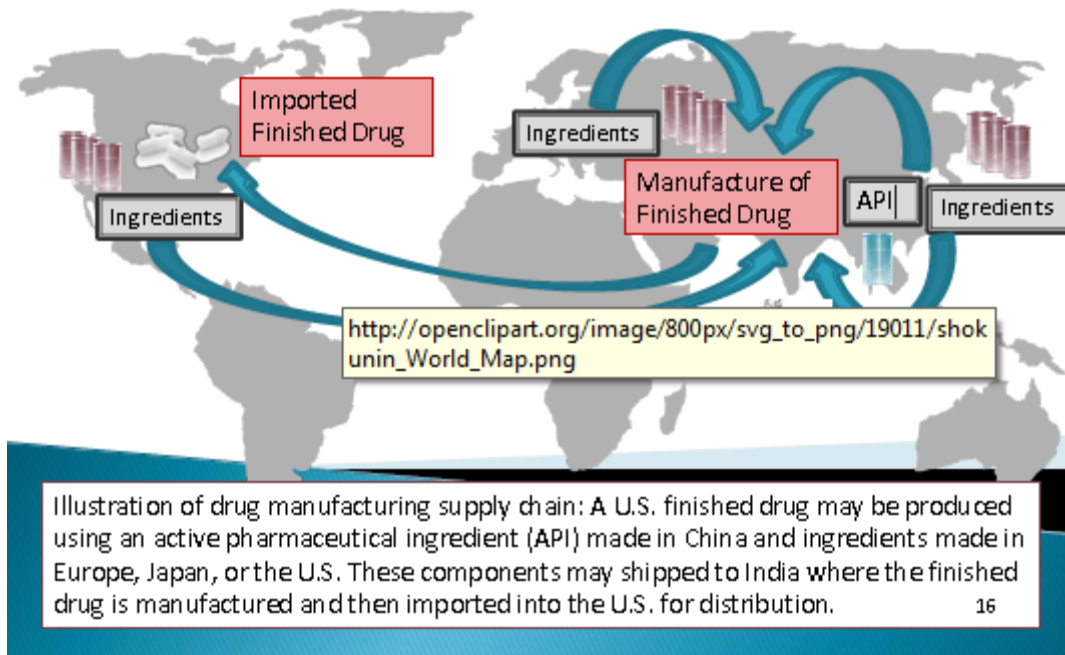 Imported
Finished Drug
Ingredients
Ingredients
Manufacture of
Finished Drug
API
Ingredients
http://openclipart.org/image/800px/svg_to_png/19011/shok
unin_World_Map.png
Illustration of drug manufacturing supply chain: A U.S. finished drug may be produced
using an active pharmaceutical ingredient (API) made in China and ingredients made in
Europe, Japan, or the U.S. These components may shipped to India where the finished
drug is manufactured and then imported into the U.S. for distribution.
16